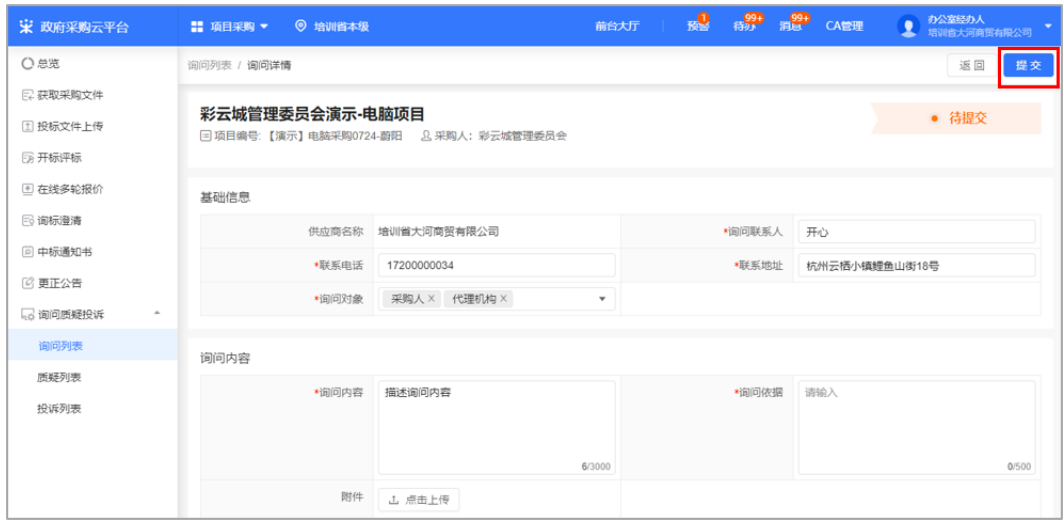 政府采购云平台 项目采购 培训省本级 前台大厅 预警 1 待办 99+ 消息 99+ CA管理 办公室经办人
培训省大河商贸有限公司
总览 询问列表 / 询问详情 返回 提交
获取采购文件
投标文件上传
开标评标
在线多轮报价
询标澄清
中标通知书
更正公告
询问质疑投诉
询问列表
质疑列表
投诉列表
彩云城管理委员会演示-电脑项目
待提交
项目编号:【演示】电脑采购0724-蔚阳 采购人: 彩云城管理委员会
基础信息
供应商名称 培训省大河商贸有限公司 *询问联系人 开心
*联系电话 17200000034 *联系地址 杭州云栖小镇鲤鱼山街18号
*询问对象 采购人 × 代理机构 ×
询问内容
*询问内容 描述询问内容 *询问依据 请输入
6/3000 0/500
附件 点击上传